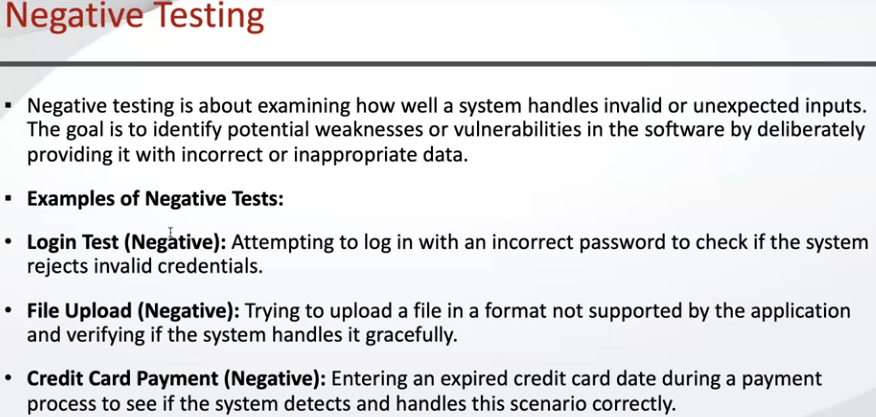 Negative Testing
▪ Negative testing is about examining how well a system handles invalid or unexpected inputs.
The goal is to identify potential weaknesses or vulnerabilities in the software by deliberately
providing it with incorrect or inappropriate data.
▪ Examples of Negative Tests:
• Login Test (Negative): Attempting to log in with an incorrect password to check if the system
rejects invalid credentials.
• File Upload (Negative): Trying to upload a file in a format not supported by the application
and verifying if the system handles it gracefully.
• Credit Card Payment (Negative): Entering an expired credit card date during a payment
process to see if the system detects and handles this scenario correctly.